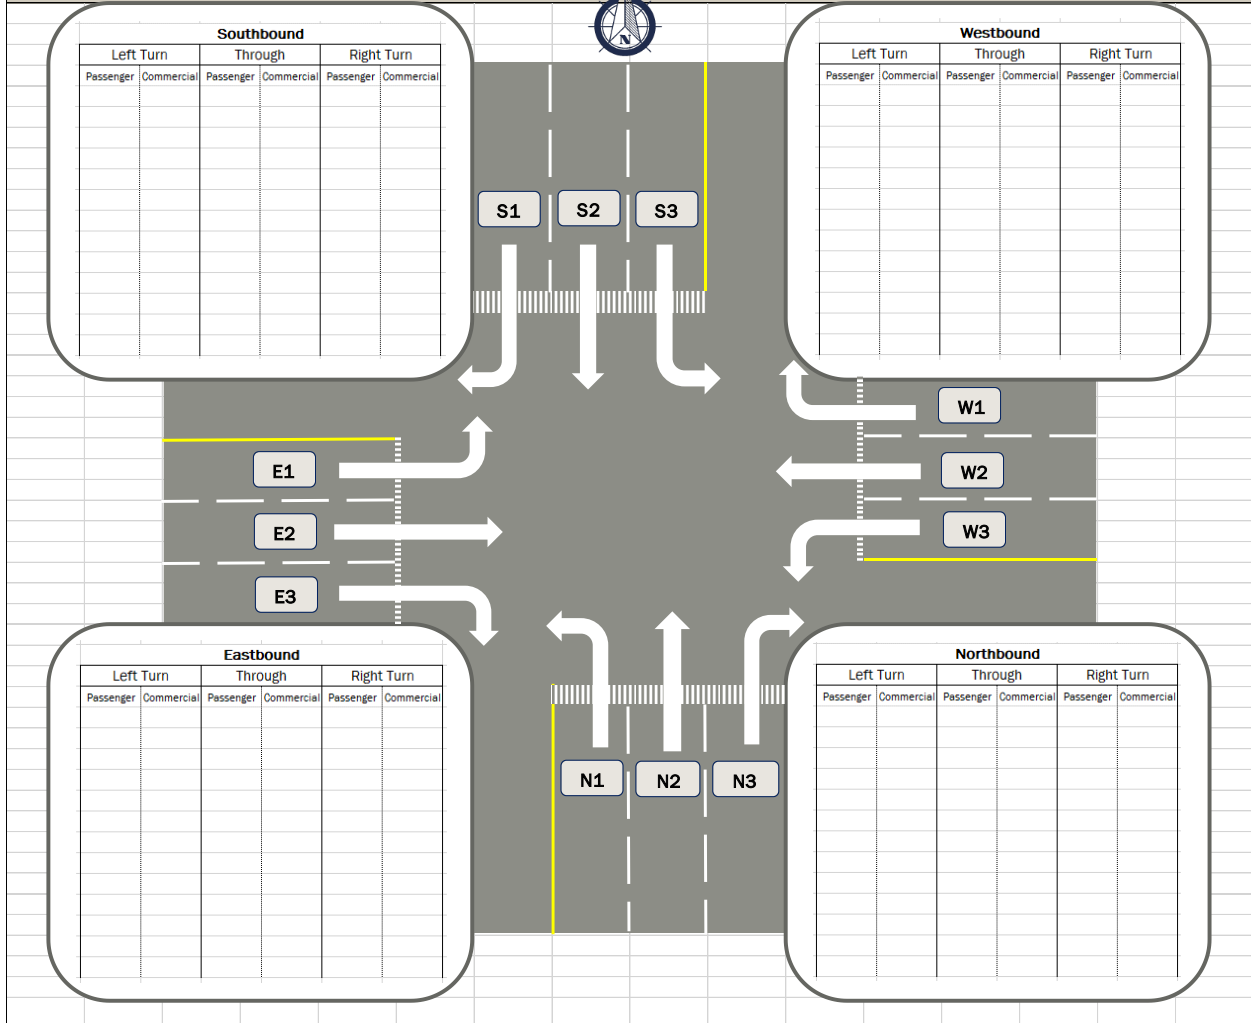 N
Southbound
Left Turn Through Right Turn
Passenger Commercial Passenger Commercial Passenger Commercial
Westbound
Left Turn Through Right Turn
Passenger Commercial Passenger Commercial Passenger Commercial
S1 S2 S3
W1
W2
W3
E1
E2
E3
Eastbound
Left Turn Through Right Turn
Passenger Commercial Passenger Commercial Passenger Commercial
Northbound
Left Turn Through Right Turn
Passenger Commercial Passenger Commercial Passenger Commercial
N1 N2 N3